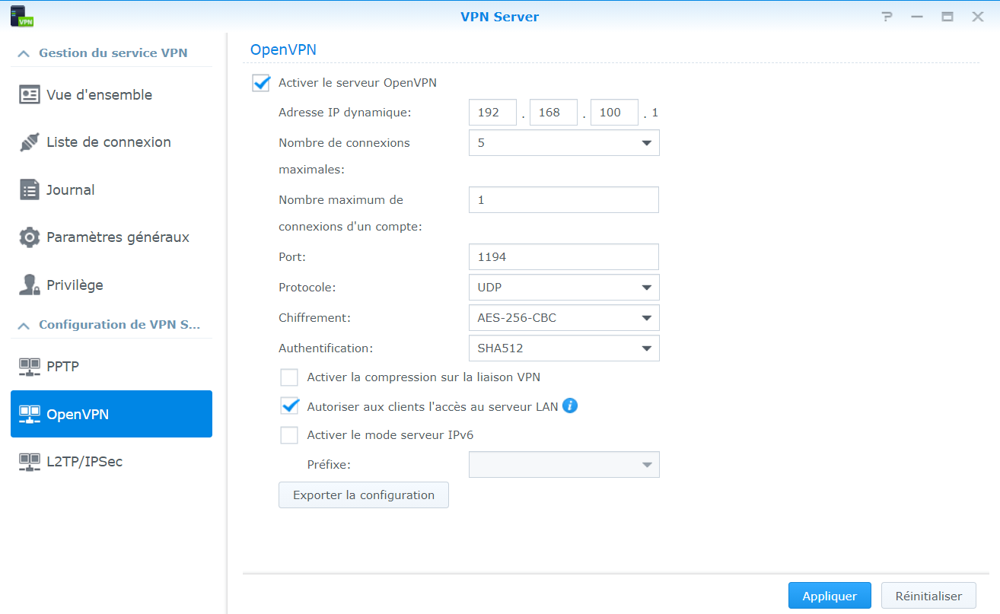 VPN Server
VPN
Gestion du service VPN
Vue d'ensemble
Liste de connexion
Journal
Paramètres généraux
Privilège
Configuration de VPN S...
PPTP
OpenVPN
L2TP/IPSec
OpenVPN
Activer le serveur OpenVPN
Adresse IP dynamique: 192 . 168 . 100 . 1
Nombre de connexions maximales: 5
Nombre maximum de connexions d'un compte: 1
Port: 1194
Protocole: UDP
Chiffrement: AES-256-CBC
Authentification: SHA512
Activer la compression sur la liaison VPN
Autoriser aux clients l'accès au serveur LAN i
Activer le mode serveur IPv6
Préfixe:
Exporter la configuration
Appliquer Réinitialiser